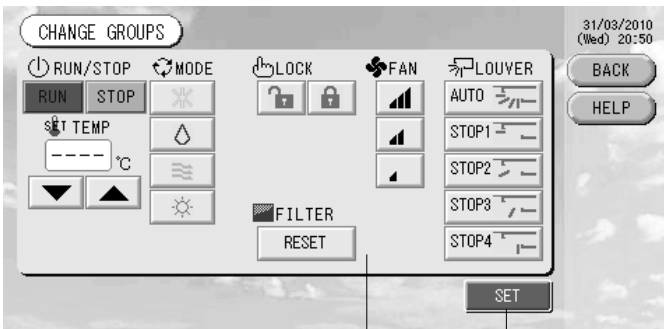 CHANGE GROUPS
31/03/2010
(Wed) 20:50
RUN/STOP
MODE
LOCK
FAN
LOUVER
BACK
RUN
STOP
AUTO
HELP
SET TEMP
STOP1
----
°C
STOP2
STOP3
FILTER
RESET
STOP4
SET